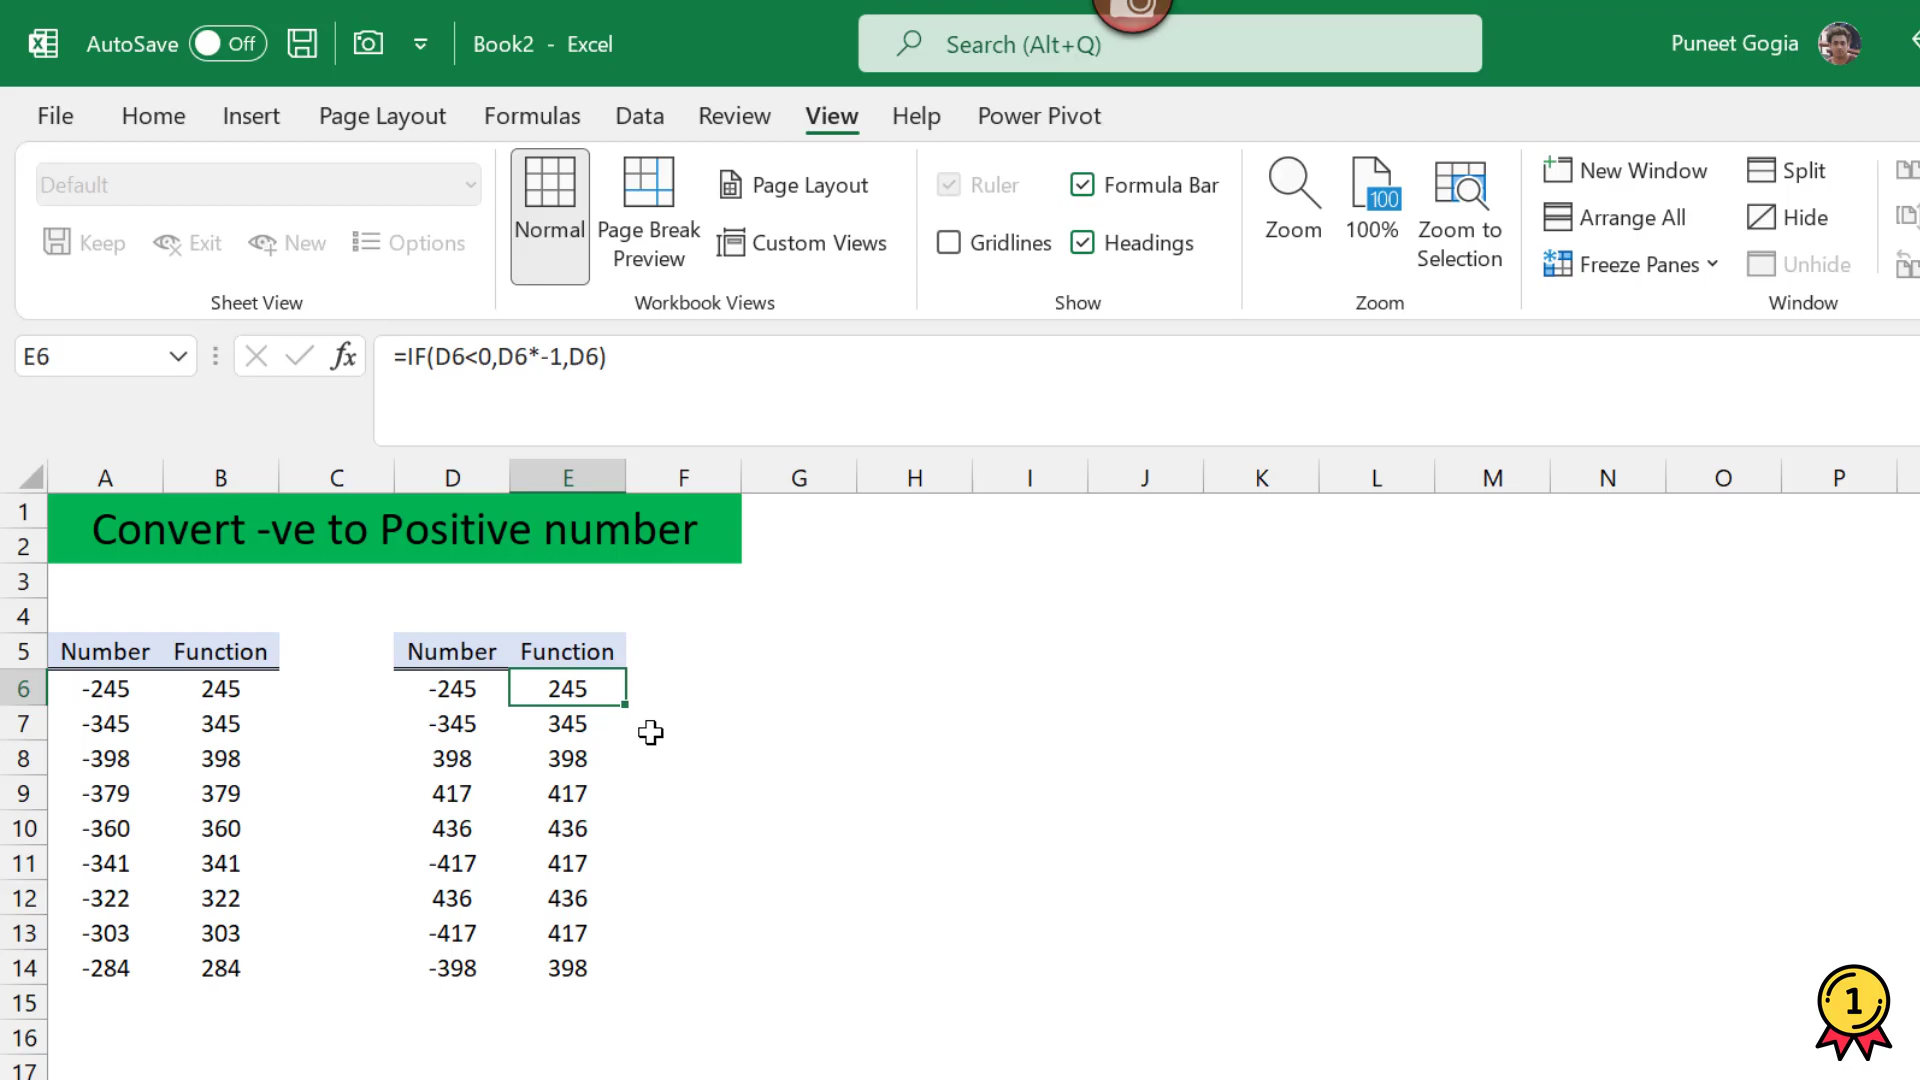 AutoSave Off Book2 - Excel Search (Alt+Q) Puneet Gogia
File Home Insert Page Layout Formulas Data Review View Help Power Pivot
Default
Keep Exit New Options
Sheet View
Normal
Page Break Preview
Page Layout
Custom Views
Workbook Views
Ruler Formula Bar
Gridlines Headings
Show
Zoom
100
100%
Zoom to Selection
Zoom
New Window
Arrange All
Freeze Panes
Split
Hide
Unhide
Window
E6 fx =IF(D6<0,D6*-1,D6)
A B C D E F G H I J K L M N O P
1
Convert -ve to Positive number
2
3
4
5 Number Function Number Function
6 -245 245 -245 245
7 -345 345 -345 345
8 -398 398 398 398
9 -379 379 417 417
10 -360 360 436 436
11 -341 341 -417 417
12 -322 322 436 436
13 -303 303 -417 417
14 -284 284 -398 398
15
16
17
1